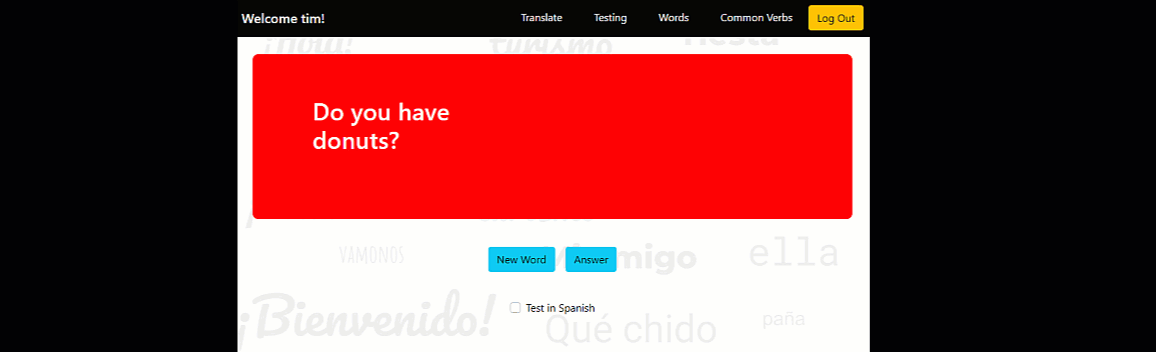 Welcome tim! Translate Testing Words Common Verbs Log Out
¡Hola! turismo fiesta
Do you have
donuts?
VAMONOS migo ella
New Word Answer
Test in Spanish
¡Bienvenido! Qué chido paña